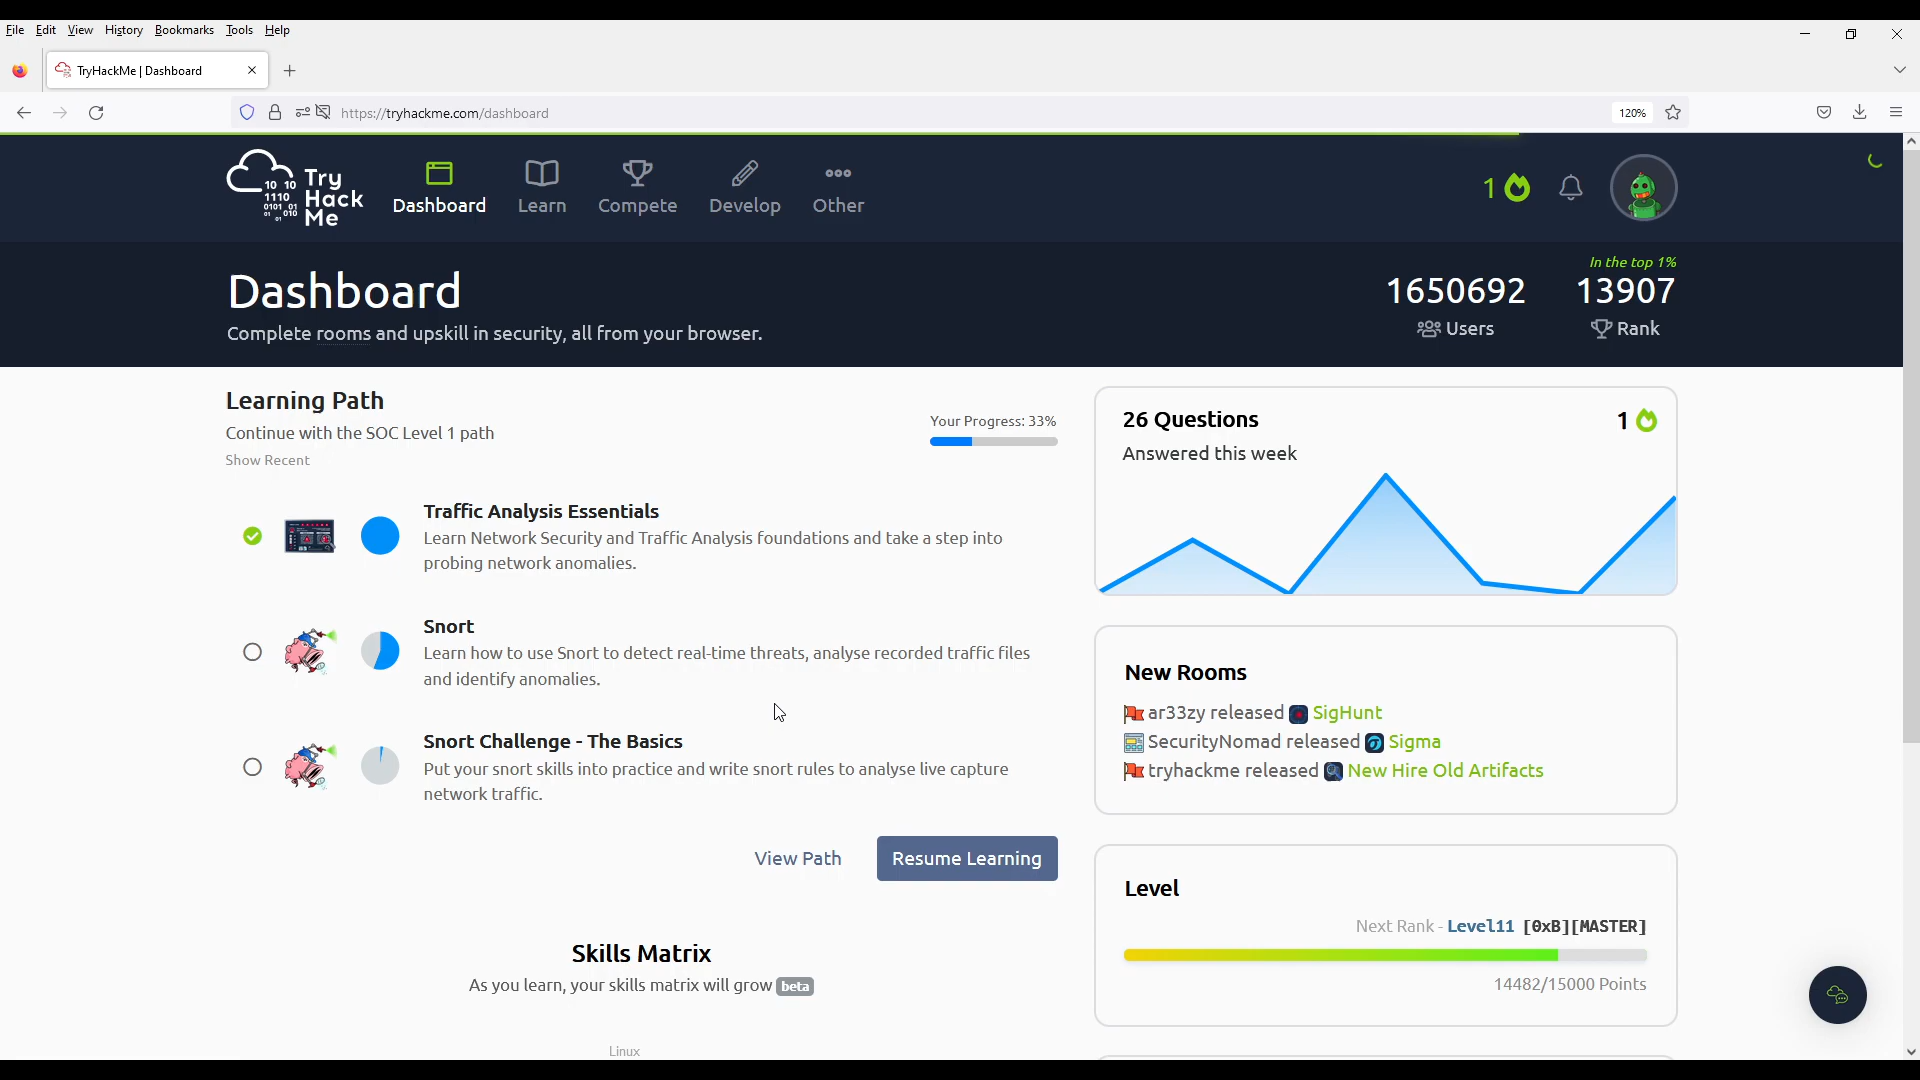 File Edit View History Bookmarks Tools Help
TryHackMe | Dashboard
https://tryhackme.com/dashboard
120%
10 10
1110
0101 01
01 010
Try
Hack
Me
Dashboard
Learn
Compete
Develop
Other
1
Dashboard
Complete rooms and upskill in security, all from your browser.
1650692
Users
In the top 1%
13907
Rank
Learning Path
Continue with the SOC Level 1 path
Show Recent
Your Progress: 33%
Traffic Analysis Essentials
Learn Network Security and Traffic Analysis foundations and take a step into
probing network anomalies.
Snort
Learn how to use Snort to detect real-time threats, analyse recorded traffic files
and identify anomalies.
Snort Challenge - The Basics
Put your snort skills into practice and write snort rules to analyse live capture
network traffic.
View Path
Resume Learning
Skills Matrix
As you learn, your skills matrix will grow beta
Linux
26 Questions
1
Answered this week
New Rooms
ar33zy released SigHunt
SecurityNomad released Sigma
tryhackme released New Hire Old Artifacts
Level
Next Rank - Level11 [0xB][MASTER]
14482/15000 Points